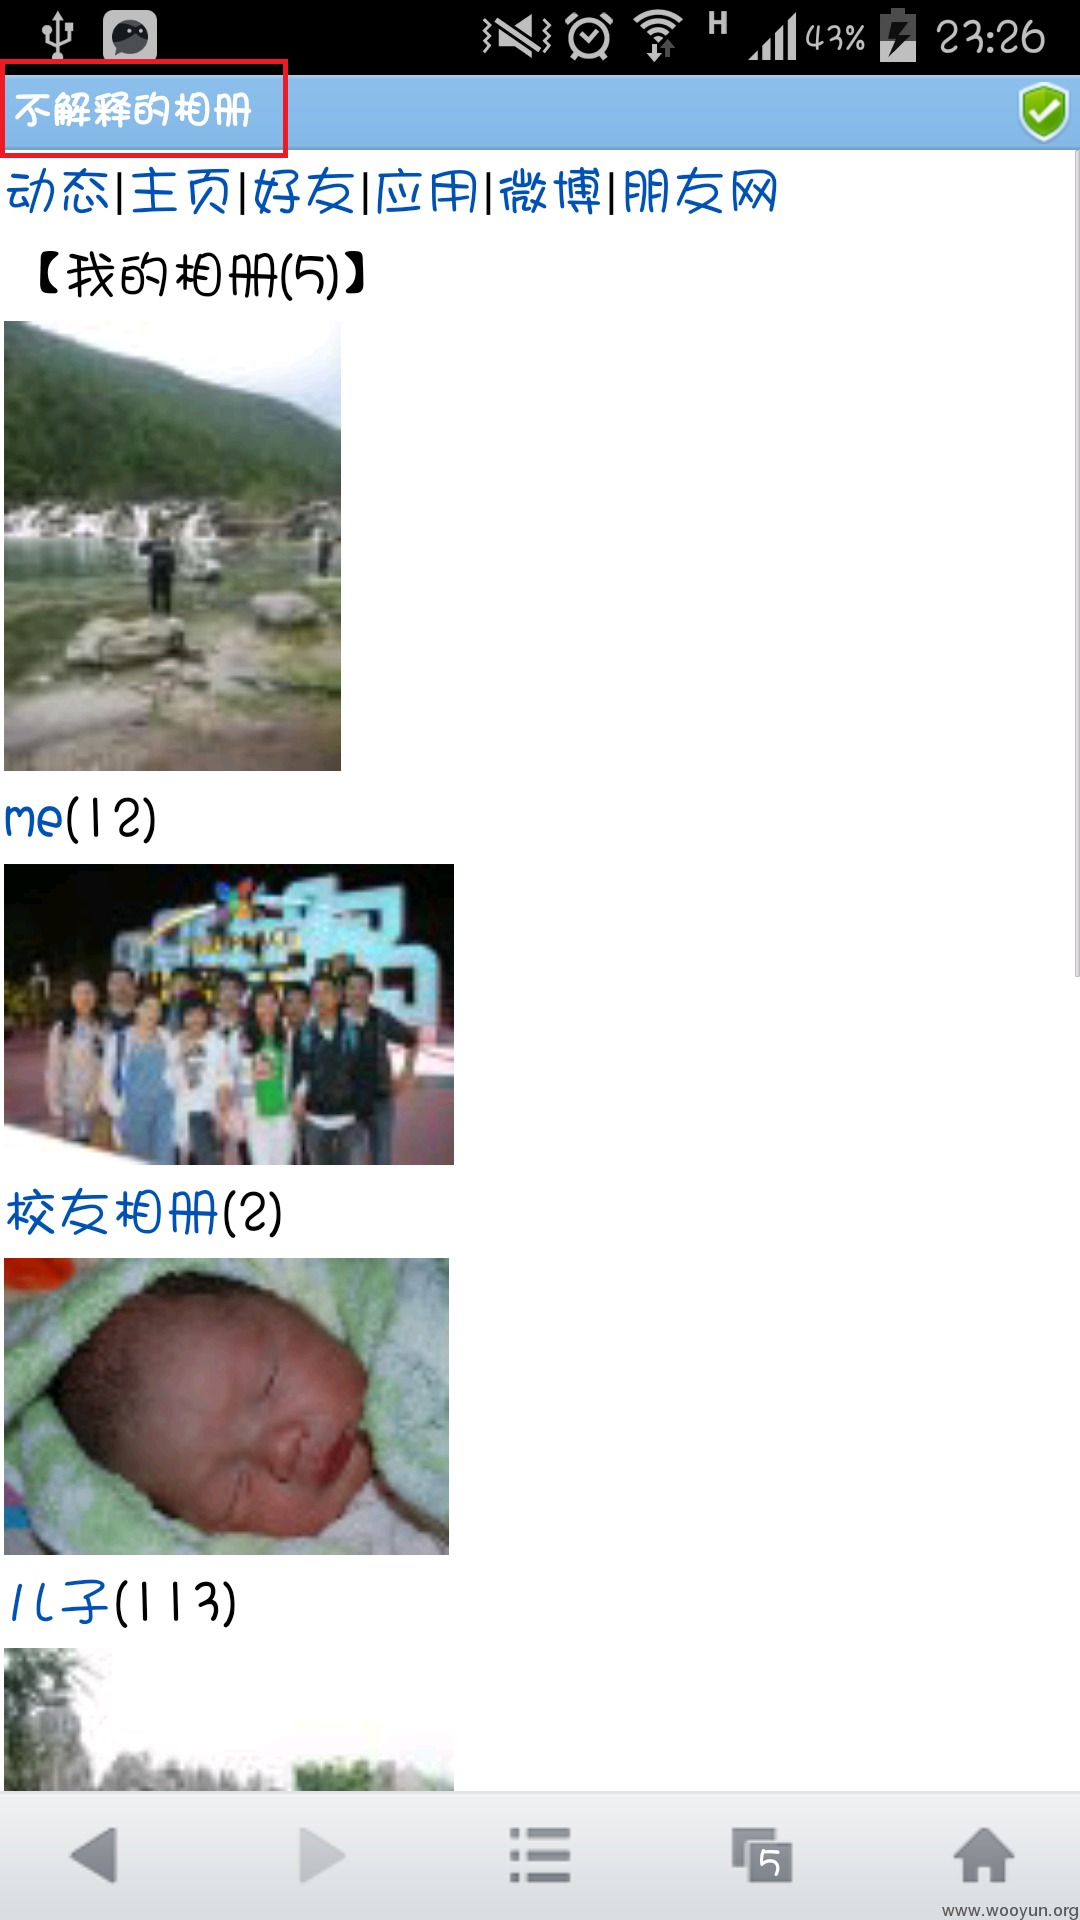 H 43% 23:26
不解释的相册
动态|主页|好友|应用|微博|朋友网
【我的相册(5)】
me(12)
校友相册(2)
儿子(113)
5
www.wooyun.org